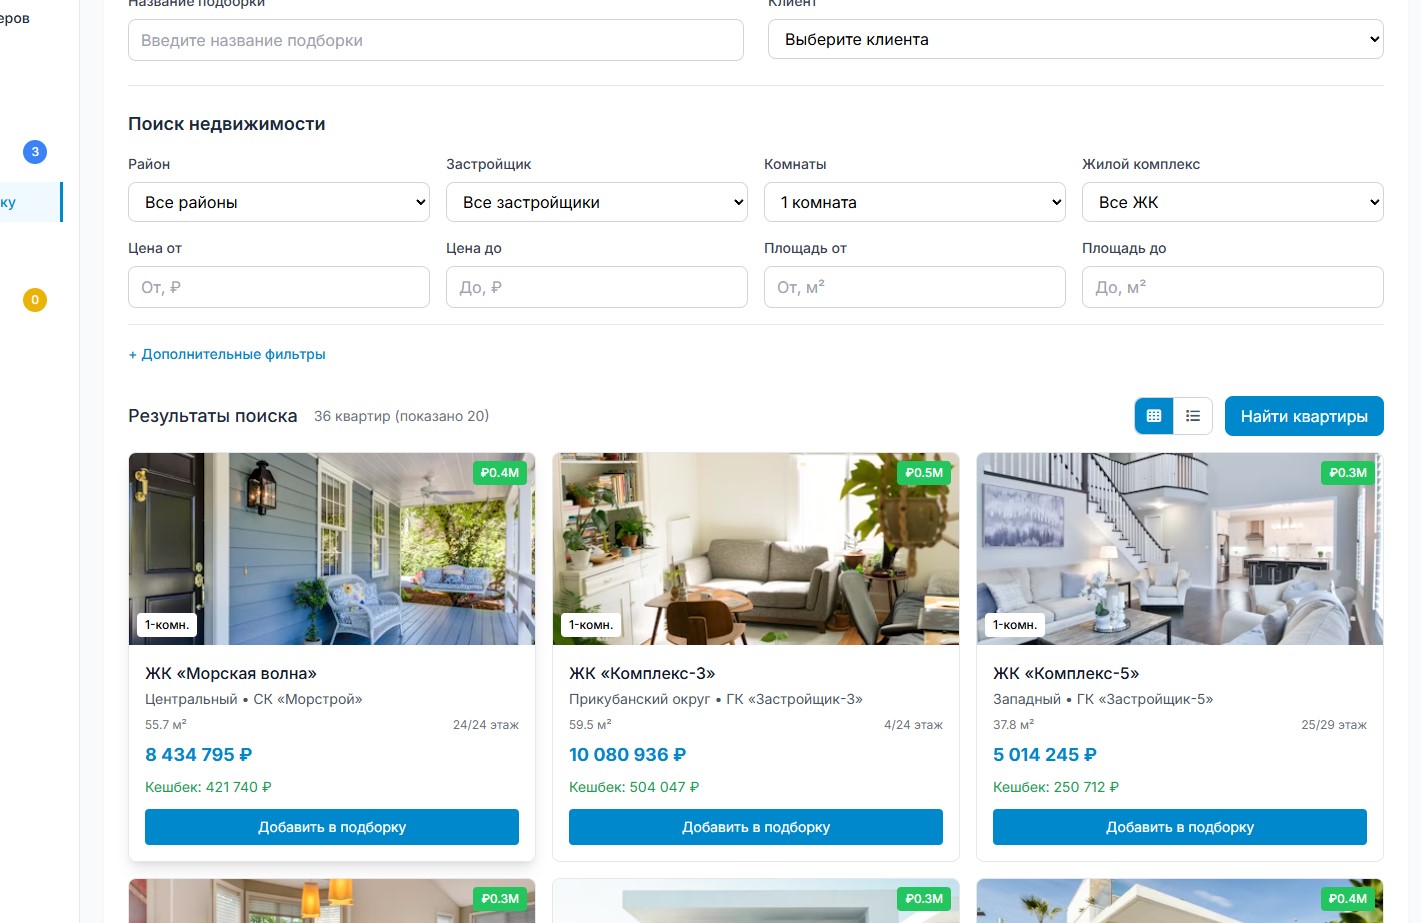 еров
Название подборки
Клиент
Введите название подборки
Выберите клиента
Поиск недвижимости
3
Район
Застройщик
Комнаты
Жилой комплекс
ку
Все районы
Все застройщики
1 комната
Все ЖК
Цена от
Цена до
Площадь от
Площадь до
От, ₽
До, ₽
От, м²
До, м²
0
+ Дополнительные фильтры
Результаты поиска
36 квартир (показано 20)
Найти квартиры
₽0.4M
₽0.5M
₽0.3M
1-комн.
1-комн.
1-комн.
ЖК «Морская волна»
Центральный • СК «Морстрой»
55.7 м²
24/24 этаж
8 434 795 ₽
Кешбек: 421 740 ₽
Добавить в подборку
ЖК «Комплекс-3»
Прикубанский округ • ГК «Застройщик-3»
59.5 м²
4/24 этаж
10 080 936 ₽
Кешбек: 504 047 ₽
Добавить в подборку
ЖК «Комплекс-5»
Западный • ГК «Застройщик-5»
37.8 м²
25/29 этаж
5 014 245 ₽
Кешбек: 250 712 ₽
Добавить в подборку
₽0.3M
₽0.3M
₽0.4M